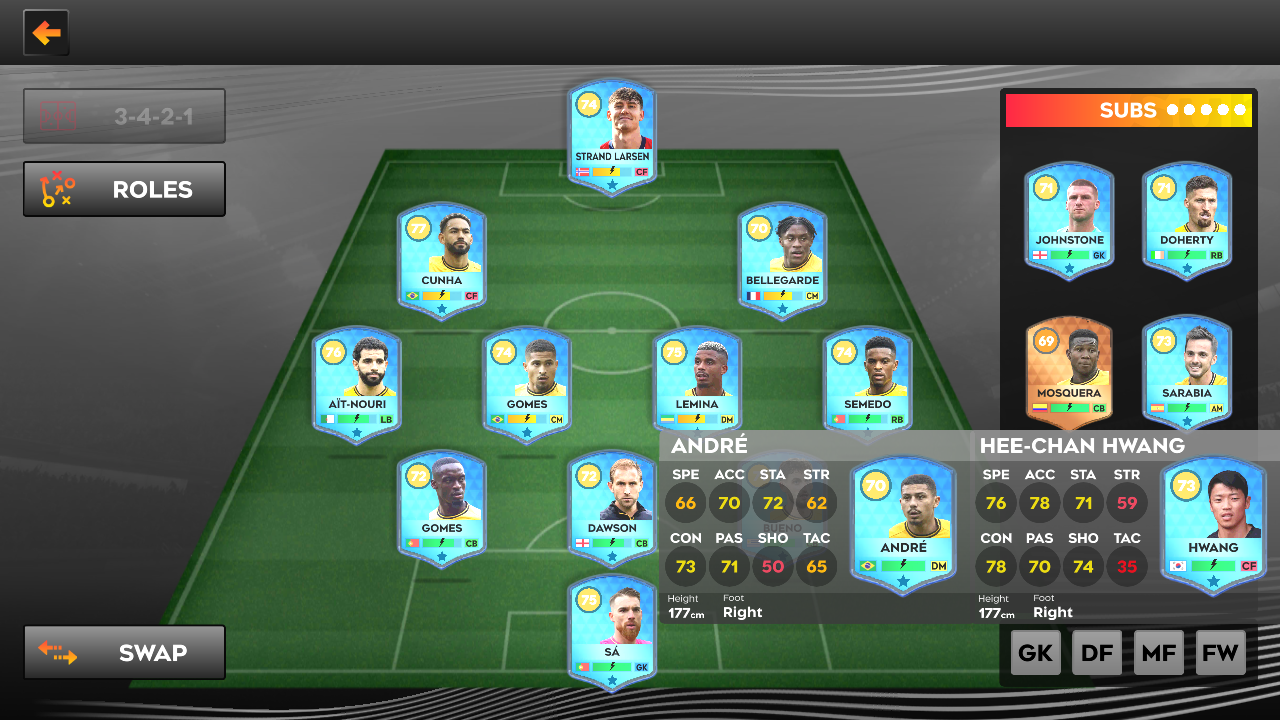 74
STRAND LARSEN
CF
3-4-2-1
ROLES
SUBS
77
CUNHA
CF
70
BELLEGARDE
CM
71
JOHNSTONE
GK
71
DOHERTY
RB
76
AÏT-NOURI
LB
74
GOMES
CM
75
LEMINA
DM
74
SEMEDO
RB
69
MOSQUERA
CB
73
SARABIA
AM
72
GOMES
CB
72
DAWSON
CB
BUENO
75
SÁ
GK
ANDRÉ
SPE ACC STA STR
66 70 72 62
CON PAS SHO TAC
73 71 50 65
Height Foot
177cm Right
70
ANDRÉ
DM
HEE-CHAN HWANG
SPE ACC STA STR
76 78 71 59
CON PAS SHO TAC
78 70 74 35
Height Foot
177cm Right
73
HWANG
CF
SWAP
GK DF MF FW